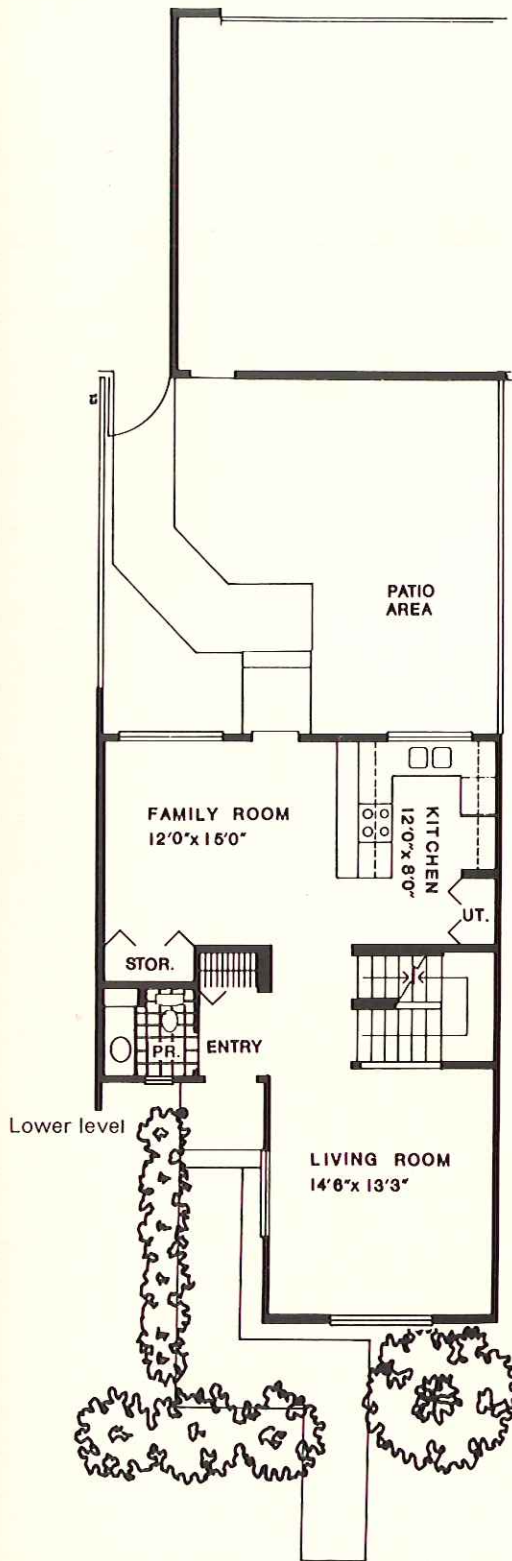 PATIO
AREA
FAMILY ROOM
12'0" x 15'0"
KITCHEN
12'0" x 8'0"
UT.
STOR.
PR.
ENTRY
Lower level
LIVING ROOM
14'6" x 13'3"